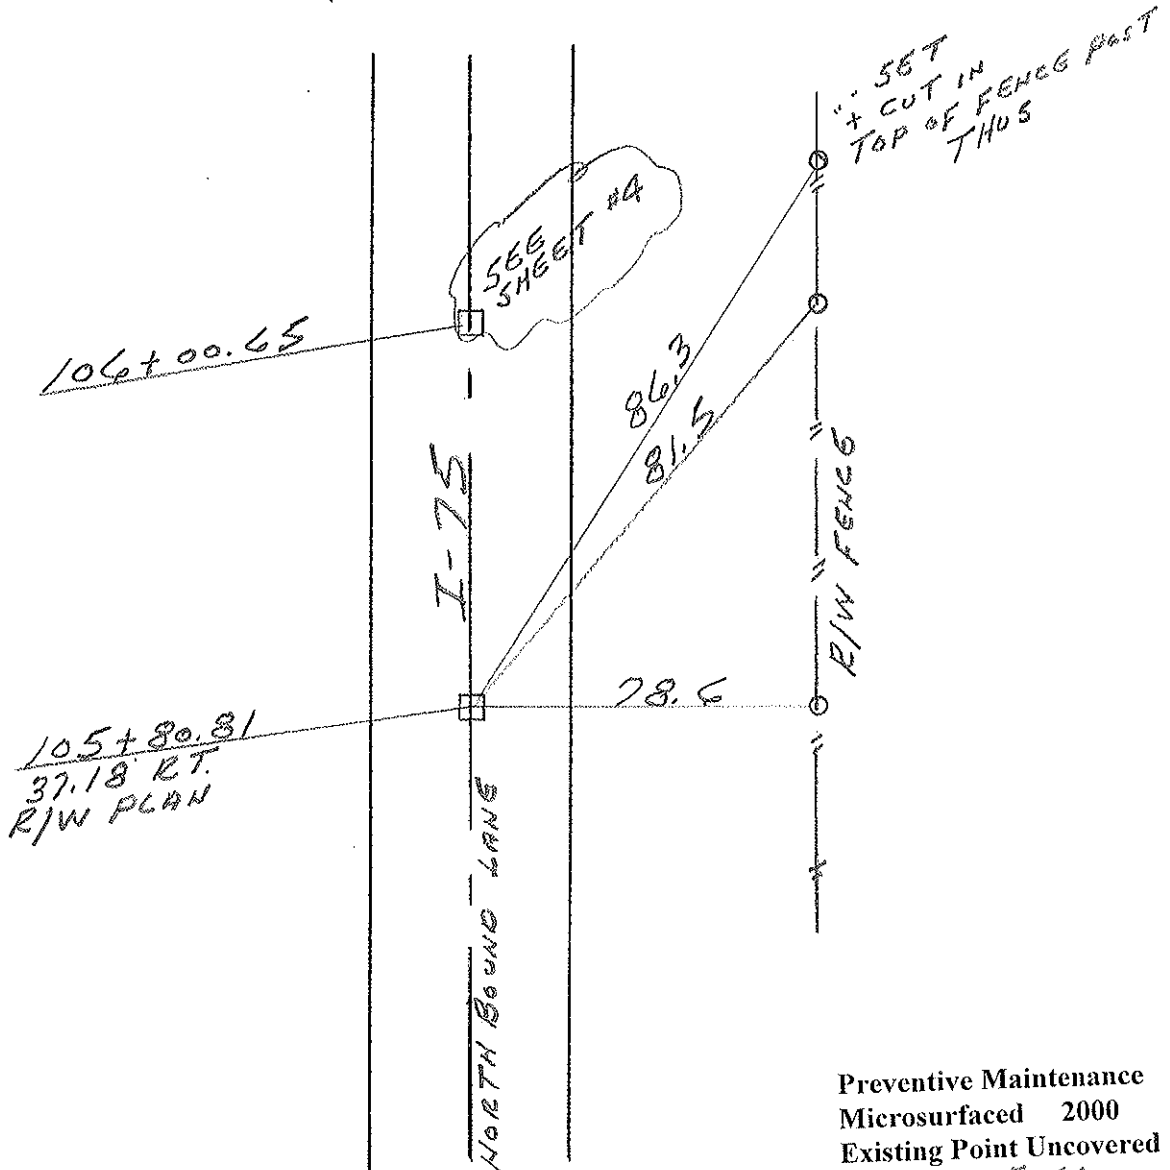 SET
+ CUT IN
TOP OF FENCE POST
THUS
SEE
SHEET #4
106+00.65
86.3
81.5
I-75
R/W FENCE
78.6
105+80.81
37.18' RT.
R/W PLAN
NORTH BOUND LANE
Preventive Maintenance
Microsurfaced 2000
Existing Point Uncovered